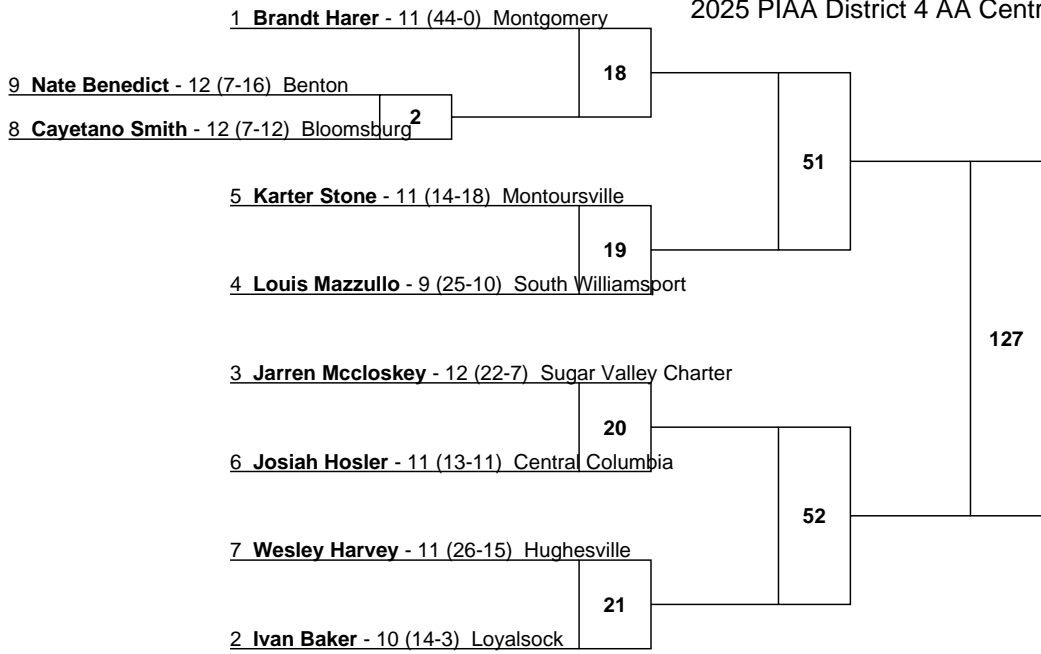 2025 PIAA District 4 AA Centr
1 Brandt Harer - 11 (44-0) Montgomery
18
9 Nate Benedict - 12 (7-16) Benton
2
8 Cayetano Smith - 12 (7-12) Bloomsburg
51
5 Karter Stone - 11 (14-18) Montoursville
19
4 Louis Mazzullo - 9 (25-10) South Williamsport
127
3 Jarren Mccloskey - 12 (22-7) Sugar Valley Charter
20
6 Josiah Hosler - 11 (13-11) Central Columbia
52
7 Wesley Harvey - 11 (26-15) Hughesville
21
2 Ivan Baker - 10 (14-3) Loyalsock